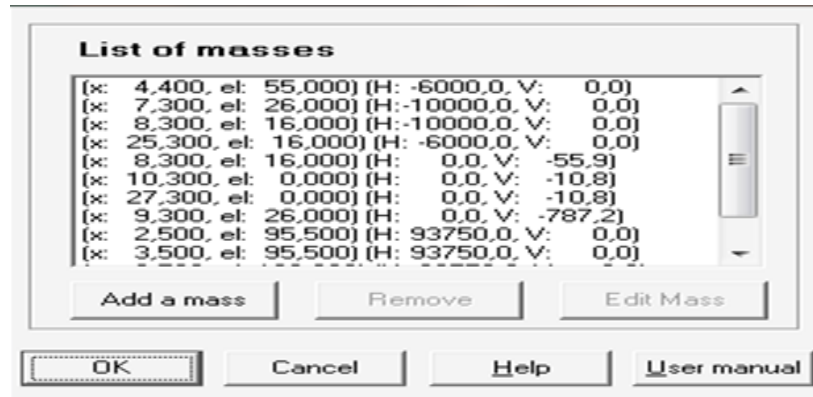 List of masses
(x: 4,400, el: 55,000) (H: -6000,0, V: 0,0)
(x: 7,300, el: 26,000) (H:-10000,0, V: 0,0)
(x: 8,300, el: 16,000) (H:-10000,0, V: 0,0)
(x: 25,300, el: 16,000) (H: -6000,0, V: 0,0)
(x: 8,300, el: 16,000) (H: 0,0, V: -55,9)
(x: 10,300, el: 0,000) (H: 0,0, V: -10,8)
(x: 27,300, el: 0,000) (H: 0,0, V: -10,8)
(x: 9,300, el: 26,000) (H: 0,0, V: -787,2)
(x: 2,500, el: 95,500) (H: 93750,0, V: 0,0)
(x: 3,500, el: 95,500) (H: 93750,0, V: 0,0)
Add a mass Remove Edit Mass
OK Cancel Help User manual